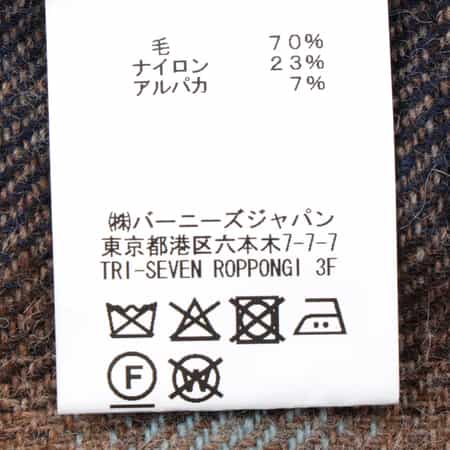 毛 70%
ナイロン 23%
アルパカ 7%
㈱バーニーズジャパン
東京都港区六本木7-7-7
TRI-SEVEN ROPPONGI 3F
F W